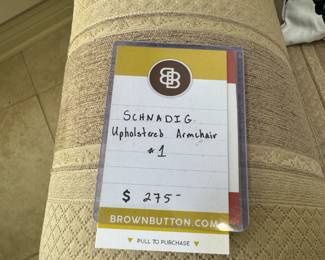 BB
SCHNADIG
Upholstered Armchair
#1
$ 275-
BROWNBUTTON.COM
▼ PULL TO PURCHASE ▼